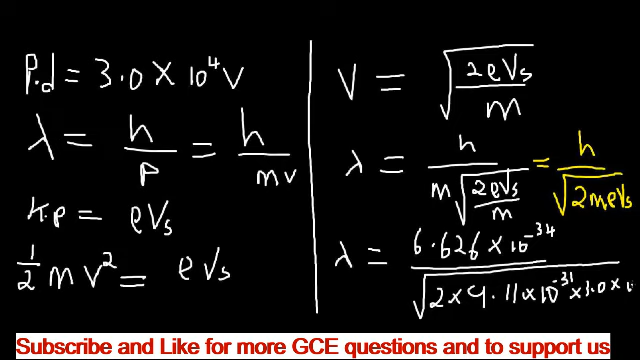 P.d = 3.0 × 10⁴ V
λ = h/p = h/mv
k.p = eVs
½ m v² = eVs
V = √(2eVs/m)
λ = h/(m√(2eVs/m)) = h/√(2meVs)
λ = 6.626 × 10⁻³⁴/√(2 × 9.11 × 10⁻³¹ × 3.0 ×
Subscribe and Like for more GCE questions and to support us